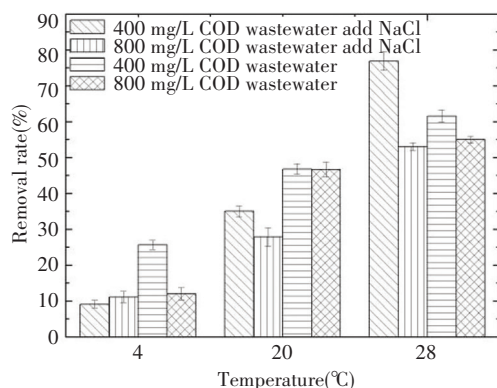 90
80
70
60
50
40
30
20
10
0
Removal rate(%)
400 mg/L COD wastewater add NaCl
800 mg/L COD wastewater add NaCl
400 mg/L COD wastewater
800 mg/L COD wastewater
4
20
28
Temperature(℃)